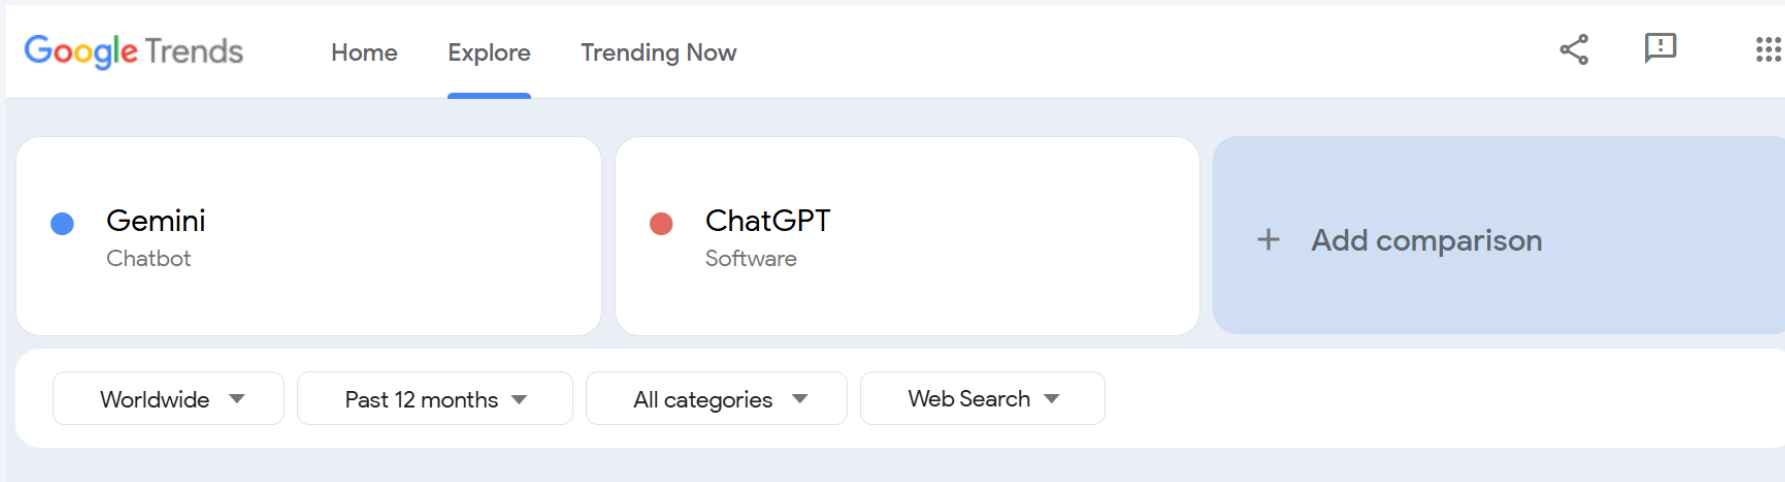 Google Trends Home Explore Trending Now
Gemini
Chatbot
ChatGPT
Software
+ Add comparison
Worldwide Past 12 months All categories Web Search